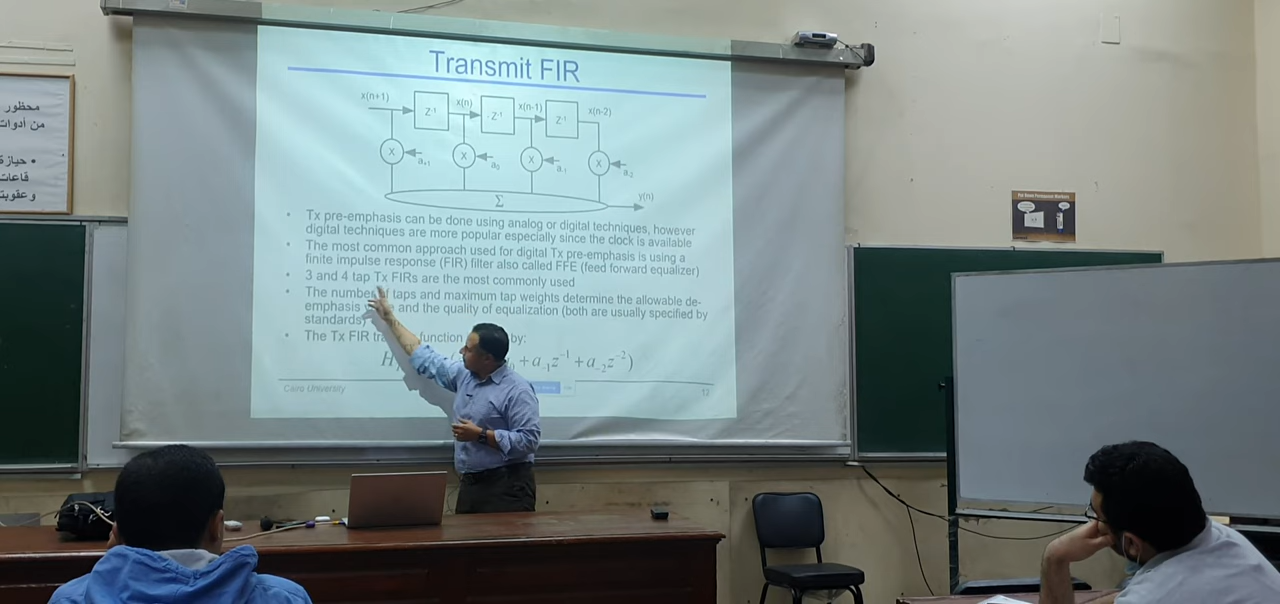 Transmit FIR
x(n+1) x(n) x(n-1) x(n-2)
Z⁻¹ Z⁻¹ Z⁻¹
X a₊₁ X a₀ X a₋₁ X a₋₂
Σ y(n)
• Tx pre-emphasis can be done using analog or digital techniques, however
digital techniques are more popular especially since the clock is available
• The most common approach used for digital Tx pre-emphasis is using a
finite impulse response (FIR) filter also called FFE (feed forward equalizer)
• 3 and 4 tap Tx FIRs are the most commonly used
• The number of taps and maximum tap weights determine the allowable de-
emphasis and the quality of equalization (both are usually specified by
standards)
• The Tx FIR function by:
H + a₋₁z⁻¹ + a₋₂z⁻²)
Cairo University 12
محظور
من أدوات
• حيازة
قاعات